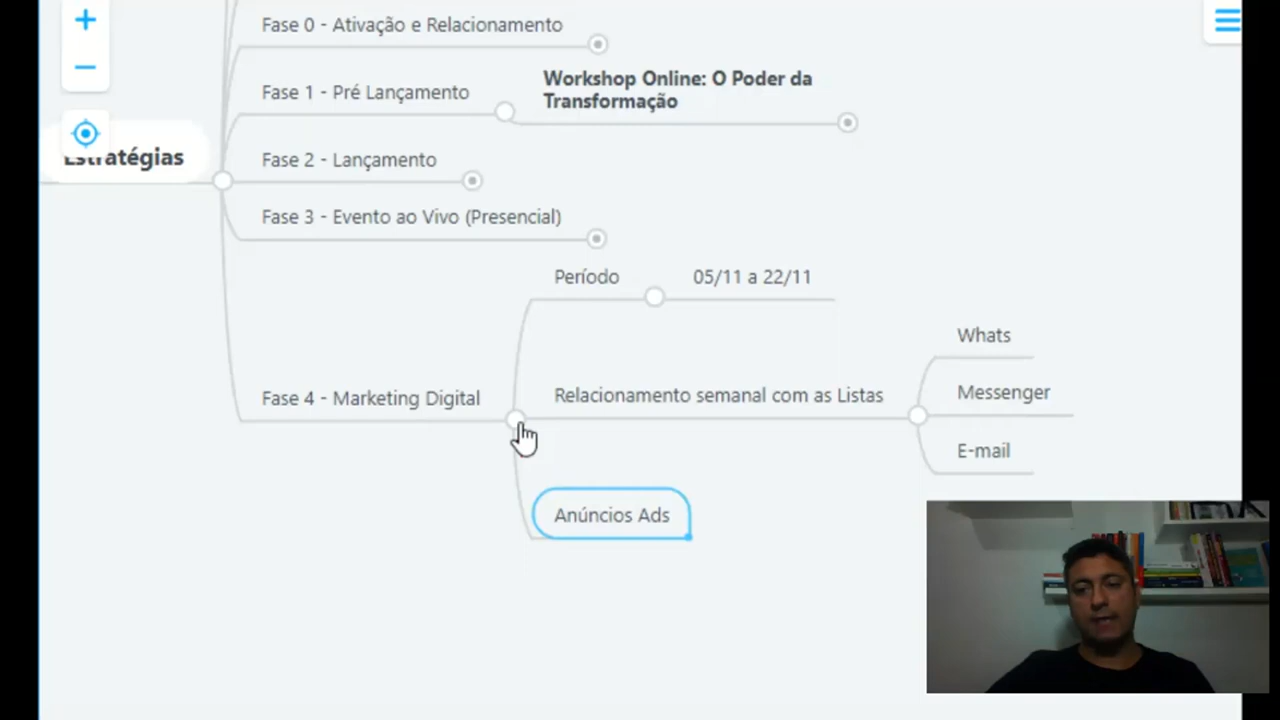 Fase 0 - Ativação e Relacionamento
Fase 1 - Pré Lançamento
Workshop Online: O Poder da
Transformação
Estratégias
Fase 2 - Lançamento
Fase 3 - Evento ao Vivo (Presencial)
Período
05/11 a 22/11
Fase 4 - Marketing Digital
Relacionamento semanal com as Listas
Whats
Messenger
E-mail
Anúncios Ads